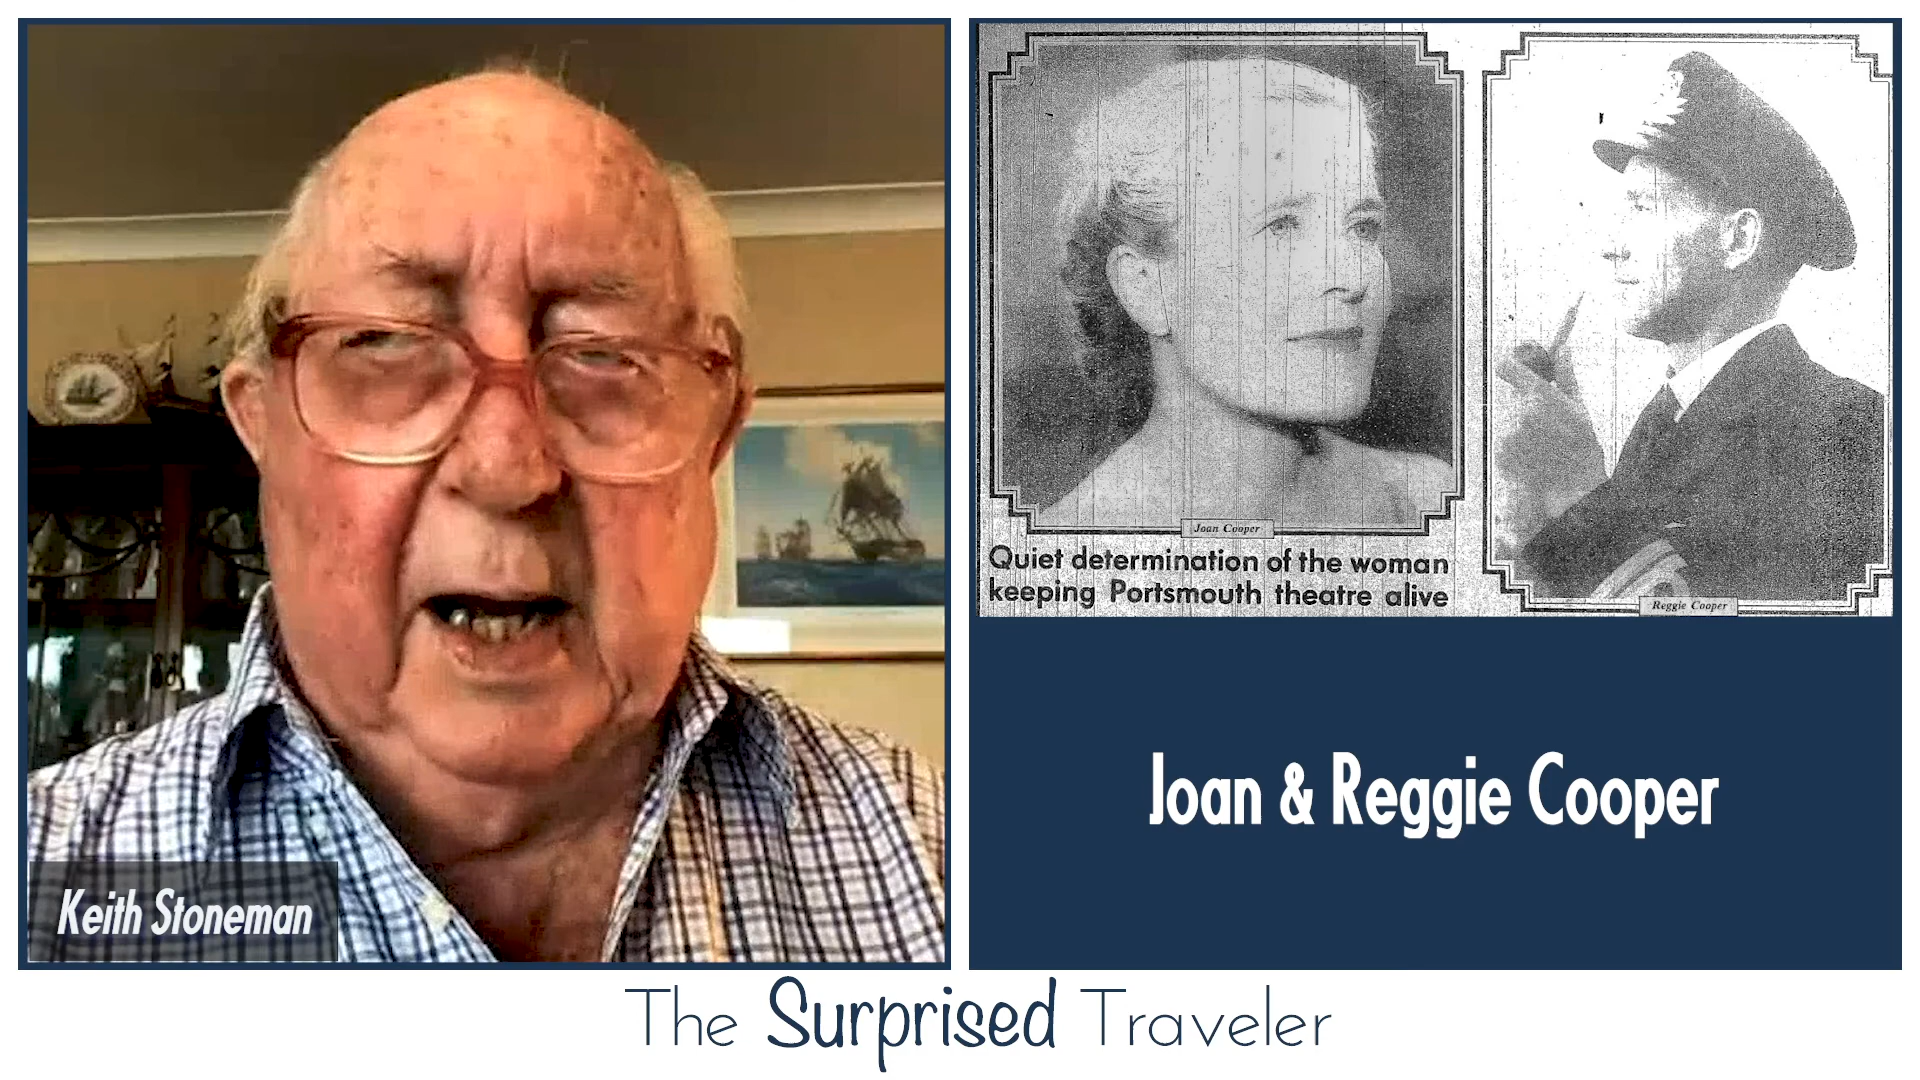 Keith Stoneman
Joan Cooper
Quiet determination of the woman
keeping Portsmouth theatre alive
Reggie Cooper
Joan & Reggie Cooper
The Surprised Traveler